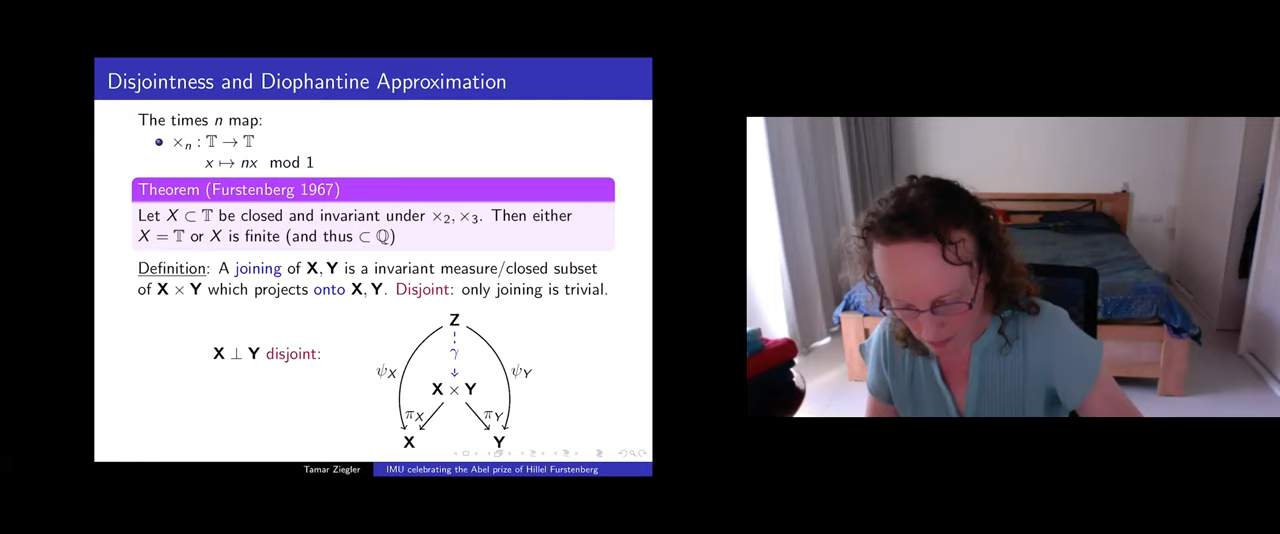 Disjointness and Diophantine Approximation
The times n map:
×ₙ : 𝕋 → 𝕋
x ↦ nx mod 1
Theorem (Furstenberg 1967)
Let X ⊂ 𝕋 be closed and invariant under ×₂, ×₃. Then either
X = 𝕋 or X is finite (and thus ⊂ ℚ)
Definition: A joining of X, Y is a invariant measure/closed subset
of X × Y which projects onto X, Y. Disjoint: only joining is trivial.
X ⊥ Y disjoint:
Z
γ
ψX ψY
X × Y
πX πY
X Y
Tamar Ziegler
IMU celebrating the Abel prize of Hillel Furstenberg